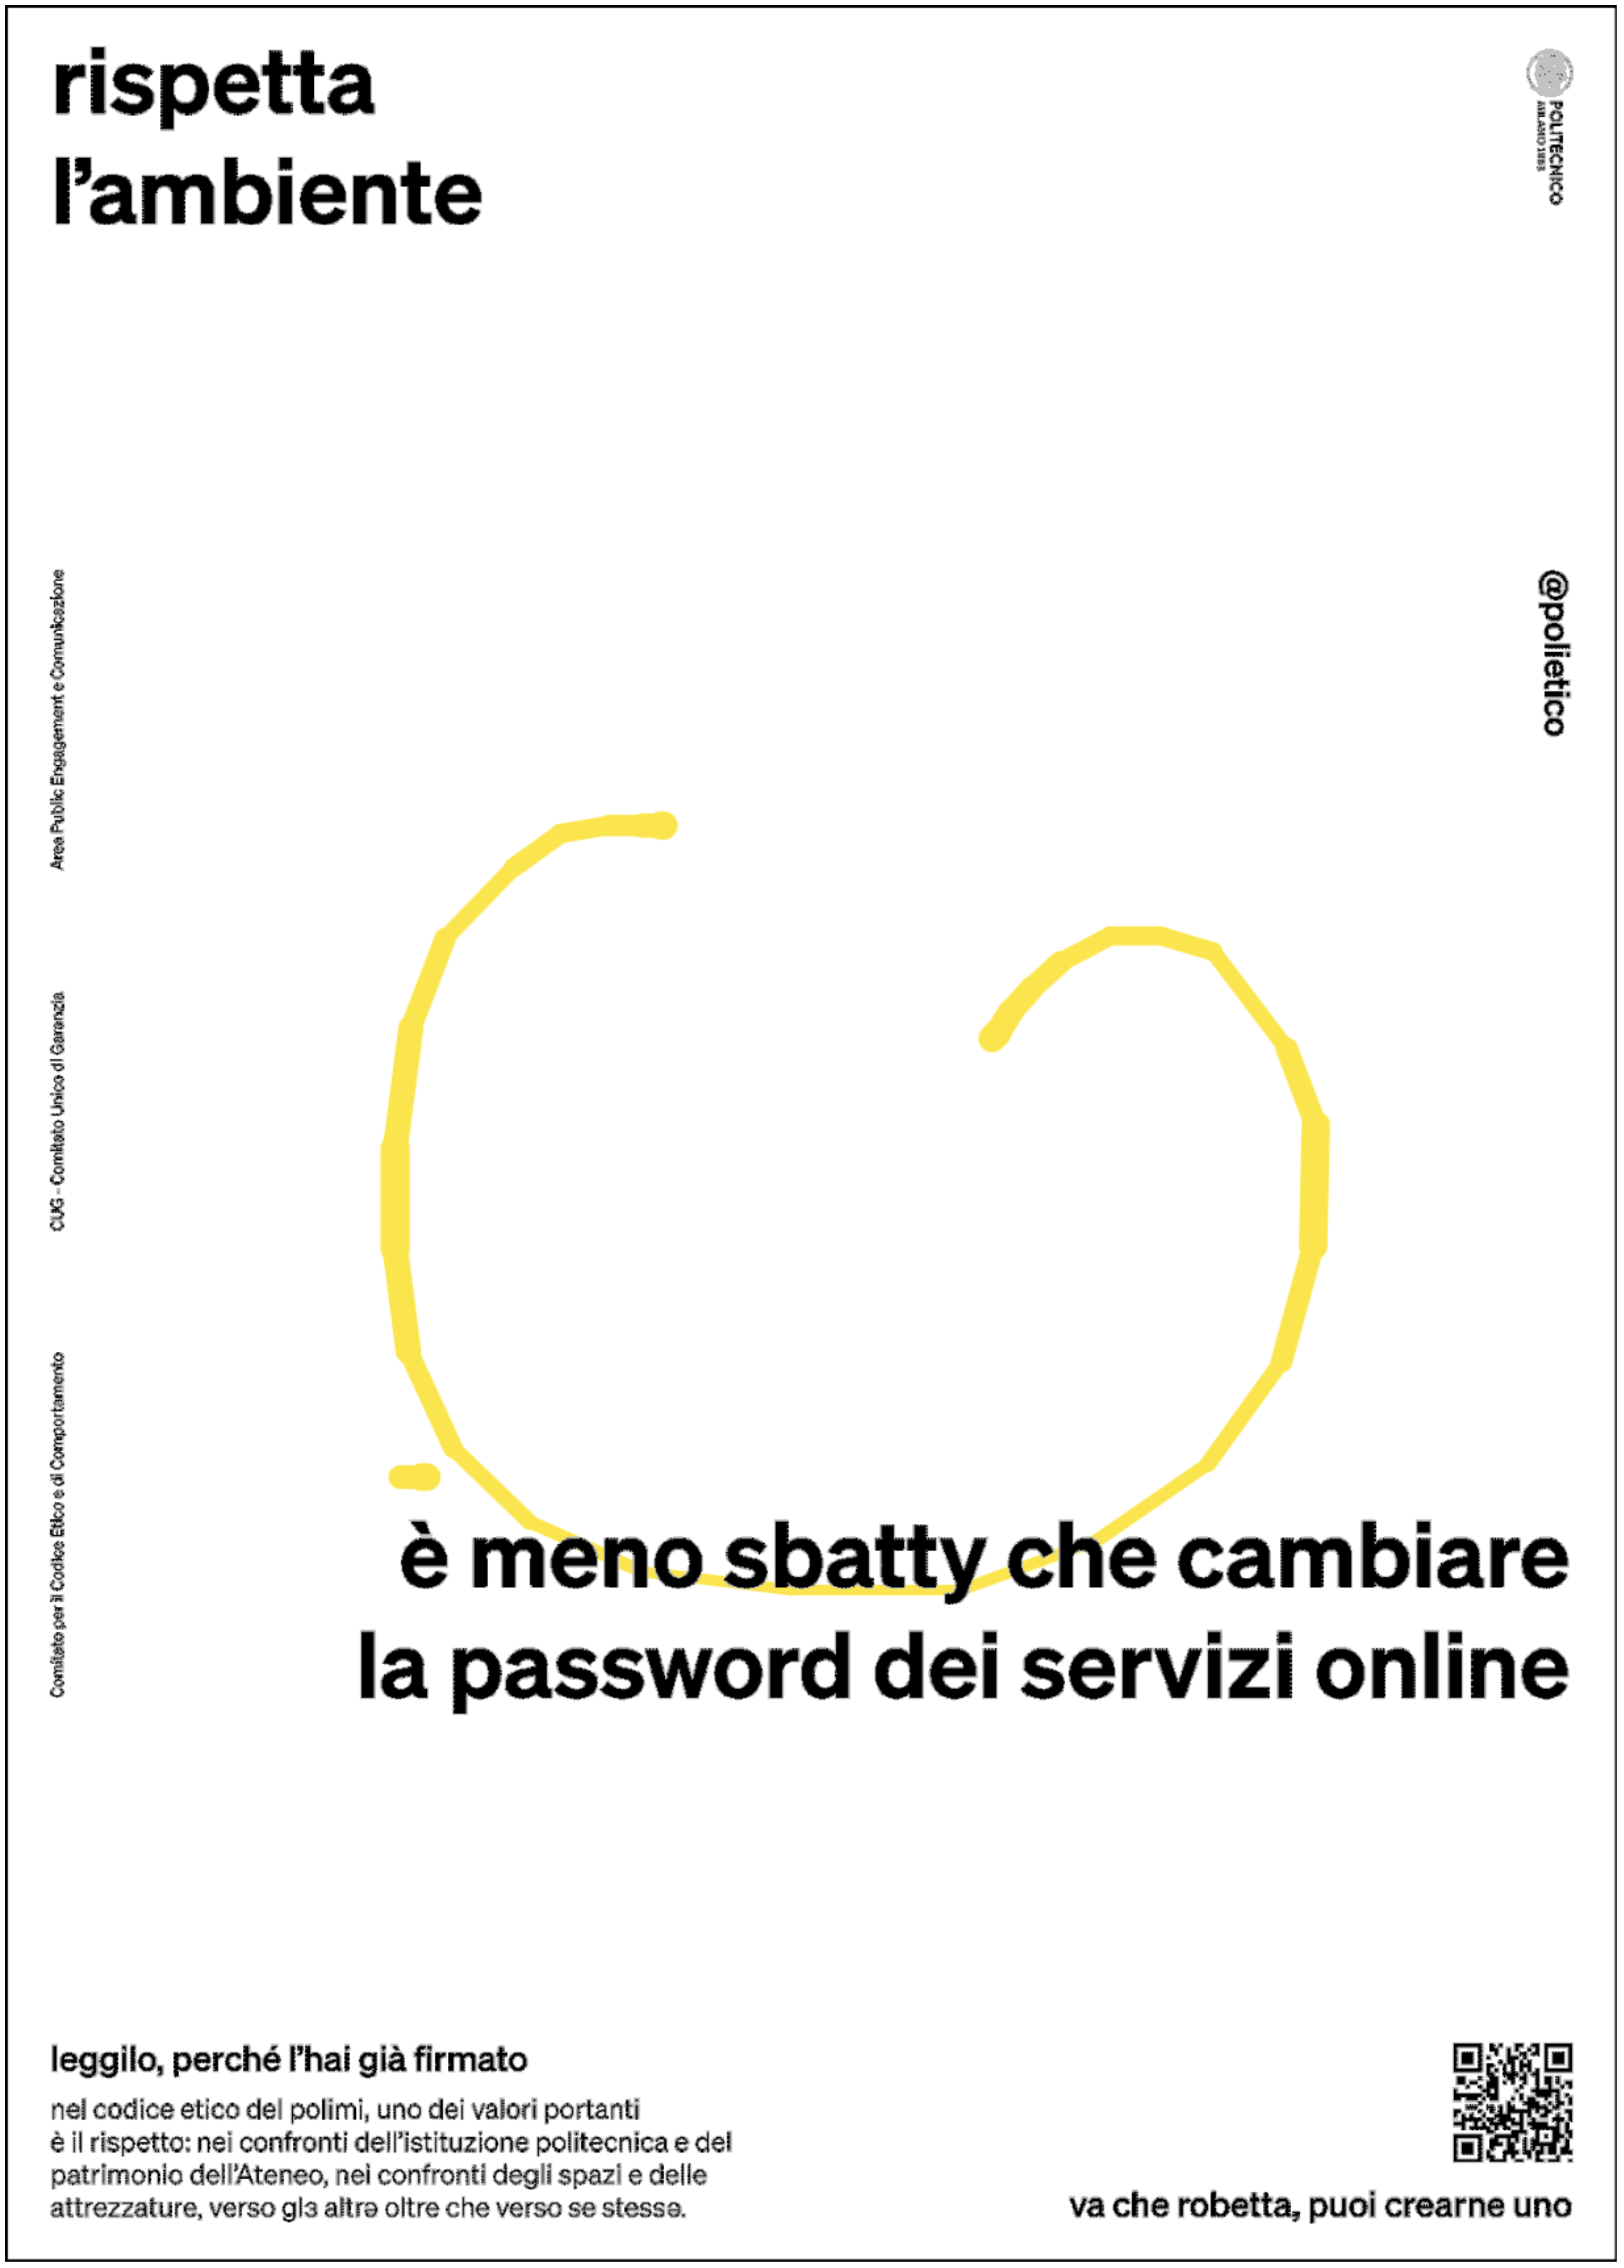 rispetta
l’ambiente
POLITECNICO
MILANO 1863
@polietico
Area Public Engagement e Comunicazione
CUG - Comitato Unico di Garanzia
Comitato per il Codice Etico e di Comportamento
è meno sbatty che cambiare
la password dei servizi online
leggilo, perché l’hai già firmato
nel codice etico del polimi, uno dei valori portanti
è il rispetto: nei confronti dell’istituzione politecnica e del
patrimonio dell’Ateneo, nei confronti degli spazi e delle
attrezzature, verso glɜ altrə oltre che verso se stessə.
va che robetta, puoi crearne uno